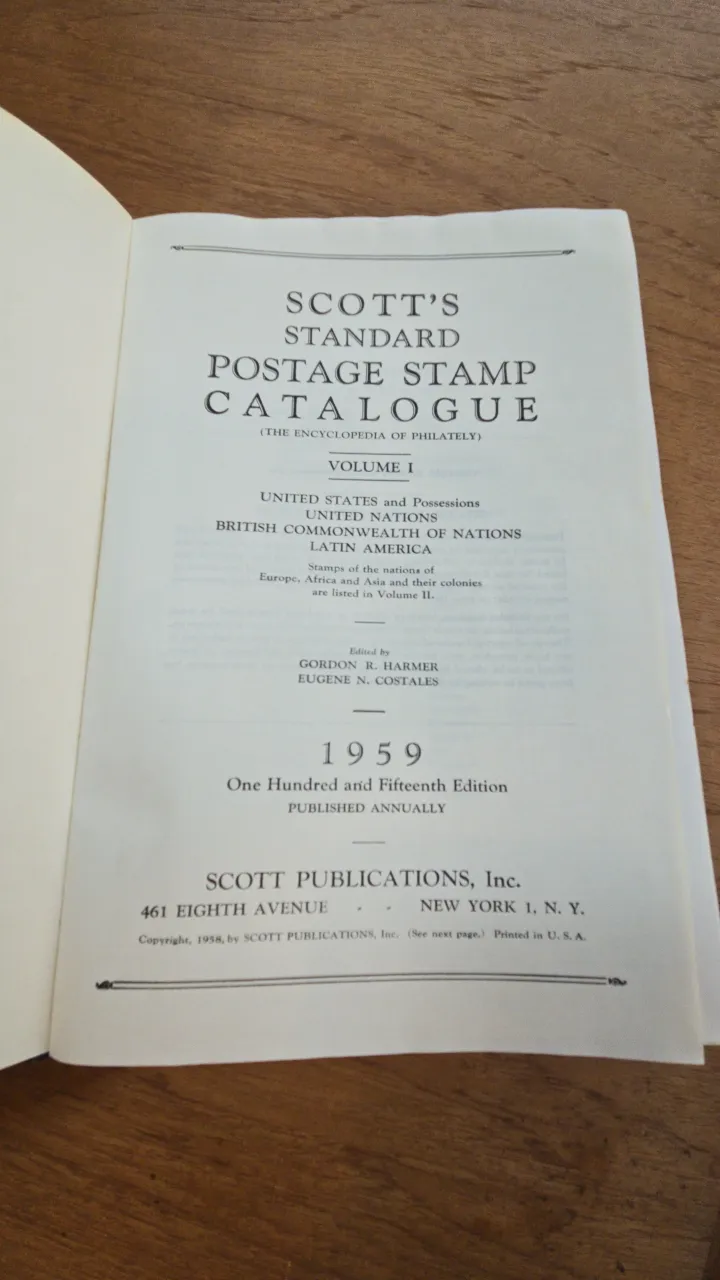 SCOTT'S
STANDARD
POSTAGE STAMP
CATALOGUE
(THE ENCYCLOPEDIA OF PHILATELY)
VOLUME I
UNITED STATES and Possessions
UNITED NATIONS
BRITISH COMMONWEALTH OF NATIONS
LATIN AMERICA
Stamps of the nations of
Europe, Africa and Asia and their colonies
are listed in Volume II.
Edited by
GORDON R. HARMER
EUGENE N. COSTALES
1959
One Hundred and Fifteenth Edition
PUBLISHED ANNUALLY
SCOTT PUBLICATIONS, Inc.
461 EIGHTH AVENUE - - NEW YORK 1, N. Y.
Copyright, 1958, by SCOTT PUBLICATIONS, Inc. (See next page.) Printed in U. S. A.